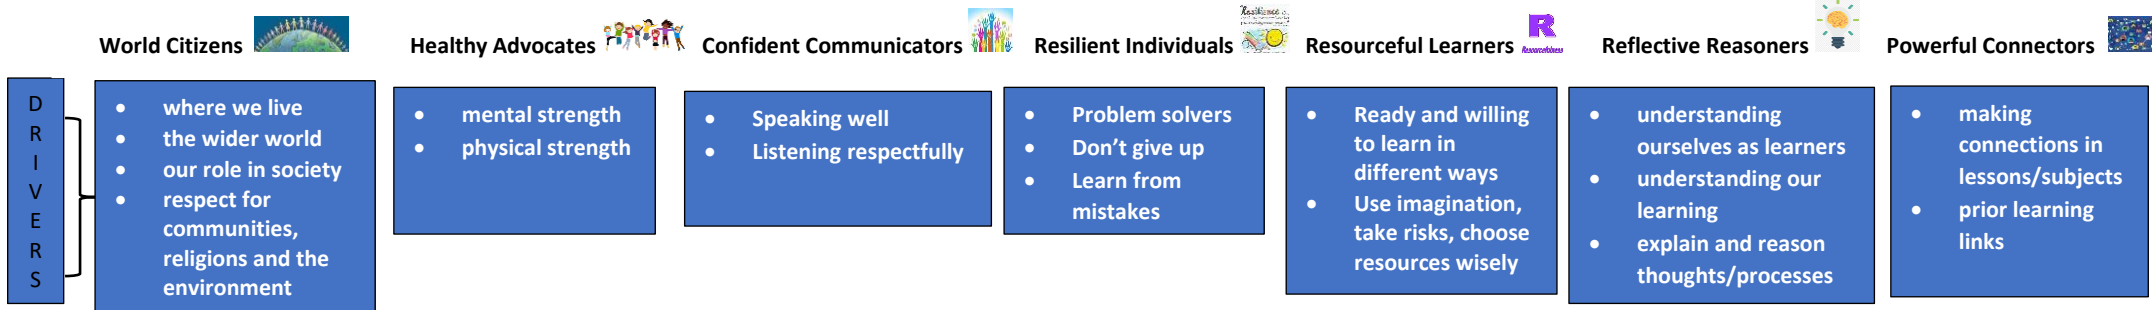 World Citizens
Healthy Advocates
Confident Communicators
Resilient Individuals
Resilience
Resourceful Learners
R
Resourcefulness
Reflective Reasoners
Powerful Connectors
D
R
I
V
E
R
S
• where we live
• the wider world
• our role in society
• respect for
communities,
religions and the
environment
• mental strength
• physical strength
• Speaking well
• Listening respectfully
• Problem solvers
• Don’t give up
• Learn from
mistakes
• Ready and willing
to learn in
different ways
• Use imagination,
take risks, choose
resources wisely
• understanding
ourselves as learners
• understanding our
learning
• explain and reason
thoughts/processes
• making
connections in
lessons/subjects
• prior learning
links